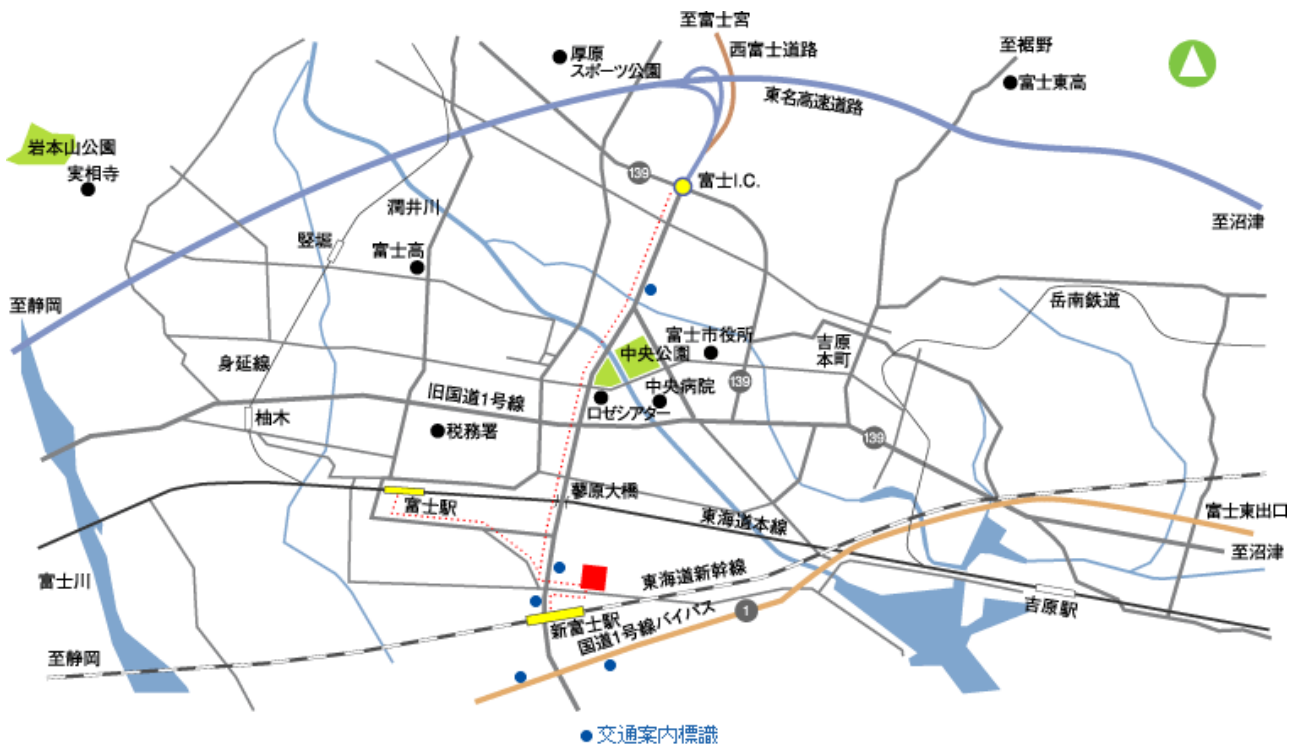 至富士宮
西富士道路
至裾野
厚原
スポーツ公園
富士東高
東名高速道路
岩本山公園
実相寺
139
富士I.C.
潤井川
至沼津
竪堀
富士高
至静岡
岳南鉄道
富士市役所
吉原
本町
中央公園
身延線
139
中央病院
旧国道1号線
ロゼシアター
柚木
税務署
139
蓼原大橋
富士駅
東海道本線
富士東出口
至沼津
富士川
東海道新幹線
吉原駅
1
新富士駅
国道1号線バイパス
至静岡
交通案内標識